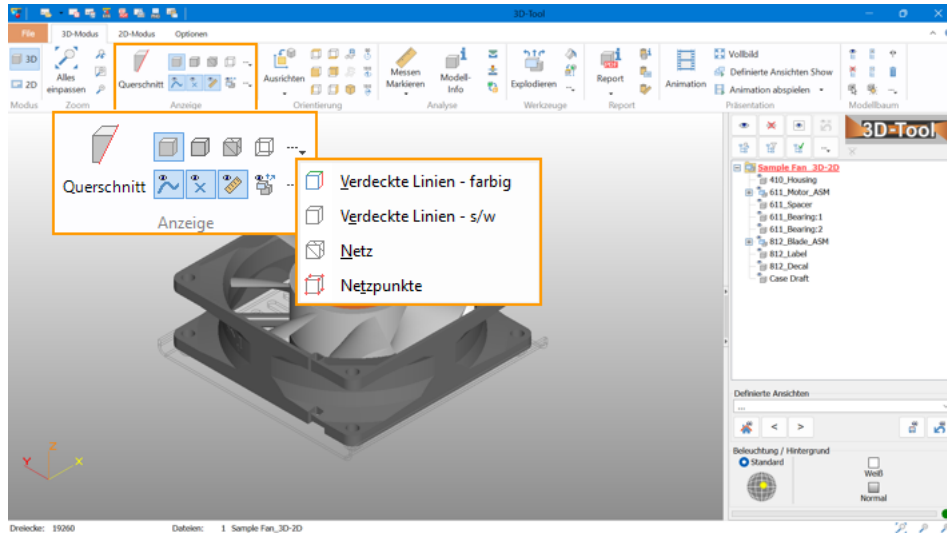 3D-Tool
File 3D-Modus 2D-Modus Optionen
3D
2D
Modus
Alles
einpassen
Zoom
Querschnitt
Anzeige
Ausrichten
Orientierung
Messen
Markieren
Modell-
Info
Analyse
Explodieren
Werkzeuge
Report
Report
Animation
Vollbild
Definierte Ansichten Show
Animation abspielen
Präsentation
Modellbaum
Querschnitt
Anzeige
Verdeckte Linien - farbig
Verdeckte Linien - s/w
Netz
Netzpunkte
3D-Tool
Sample Fan_3D-2D
410_Housing
611_Motor_ASM
611_Spacer
611_Bearing:1
611_Bearing:2
812_Blade_ASM
812_Label
812_Decal
Case Draft
Definierte Ansichten
...
< >
Beleuchtung / Hintergrund
Standard
Weiß
Normal
Z
Y X
Dreiecke: 19260 Dateien: 1 Sample Fan_3D-2D